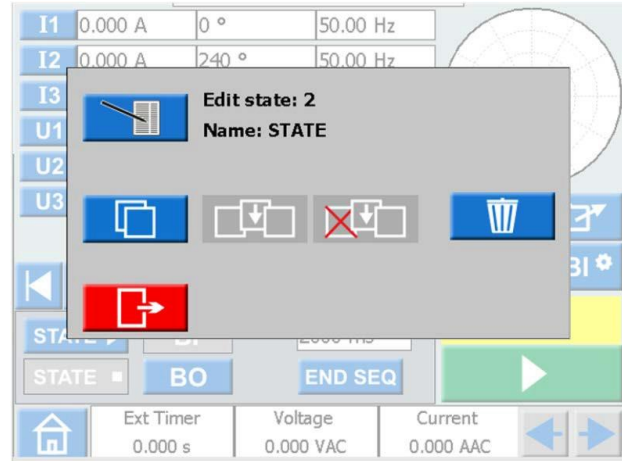 I1 0.000 A 0 ° 50.00 Hz
I2 0.000 A 240 ° 50.00 Hz
I3
Edit state: 2
U1
Name: STATE
U2
U3
BI
STATE
STATE BO END SEQ
Ext Timer Voltage Current
0.000 s 0.000 VAC 0.000 AAC